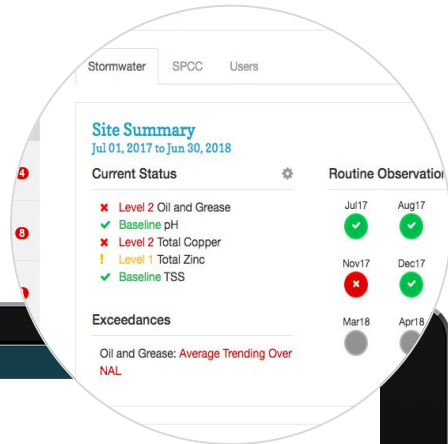 Stormwater SPCC Users
Site Summary
Jul 01, 2017 to Jun 30, 2018
Current Status
Level 2 Oil and Grease
Baseline pH
Level 2 Total Copper
Level 1 Total Zinc
Baseline TSS
Exceedances
Oil and Grease: Average Trending Over
NAL
Routine Observation
Jul17 Aug17
Nov17 Dec17
Mar18 Apr18
4
8